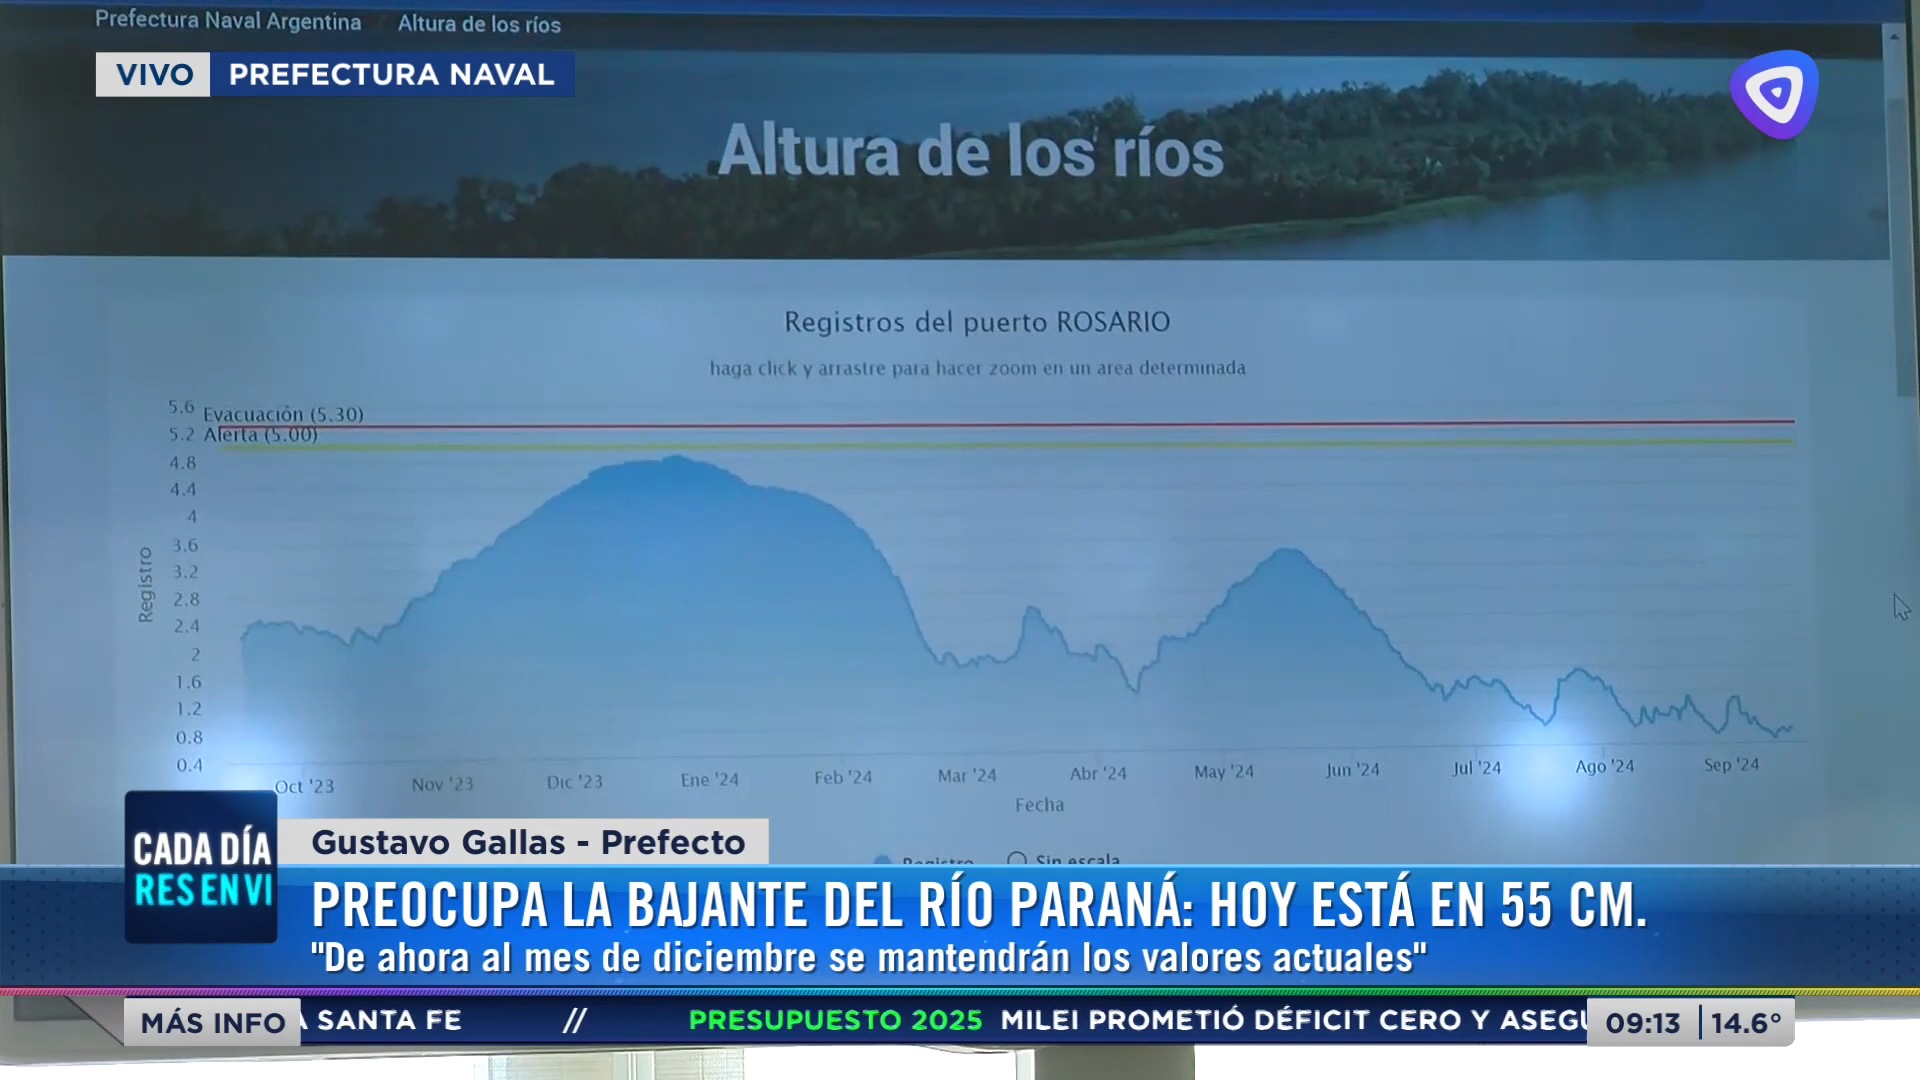 Prefectura Naval Argentina / Altura de los ríos
VIVO PREFECTURA NAVAL
Altura de los ríos
Registros del puerto ROSARIO
haga click y arrastre para hacer zoom en un area determinada
5.6
Evacuación (5.30)
5.2
Alerta (5.00)
4.8
4.4
4
3.6
3.2
2.8
2.4
2
1.6
1.2
0.8
0.4
Registro
Oct '23 Nov '23 Dic '23 Ene '24 Feb '24 Mar '24 Abr '24 May '24 Jun '24 Jul '24 Ago '24 Sep '24
Fecha
Registro Sin escala
CADA DÍA
RES EN VI
Gustavo Gallas - Prefecto
PREOCUPA LA BAJANTE DEL RÍO PARANÁ: HOY ESTÁ EN 55 CM.
"De ahora al mes de diciembre se mantendrán los valores actuales"
MÁS INFO A SANTA FE // PRESUPUESTO 2025 MILEI PROMETIÓ DÉFICIT CERO Y ASEGU 09:13 14.6°